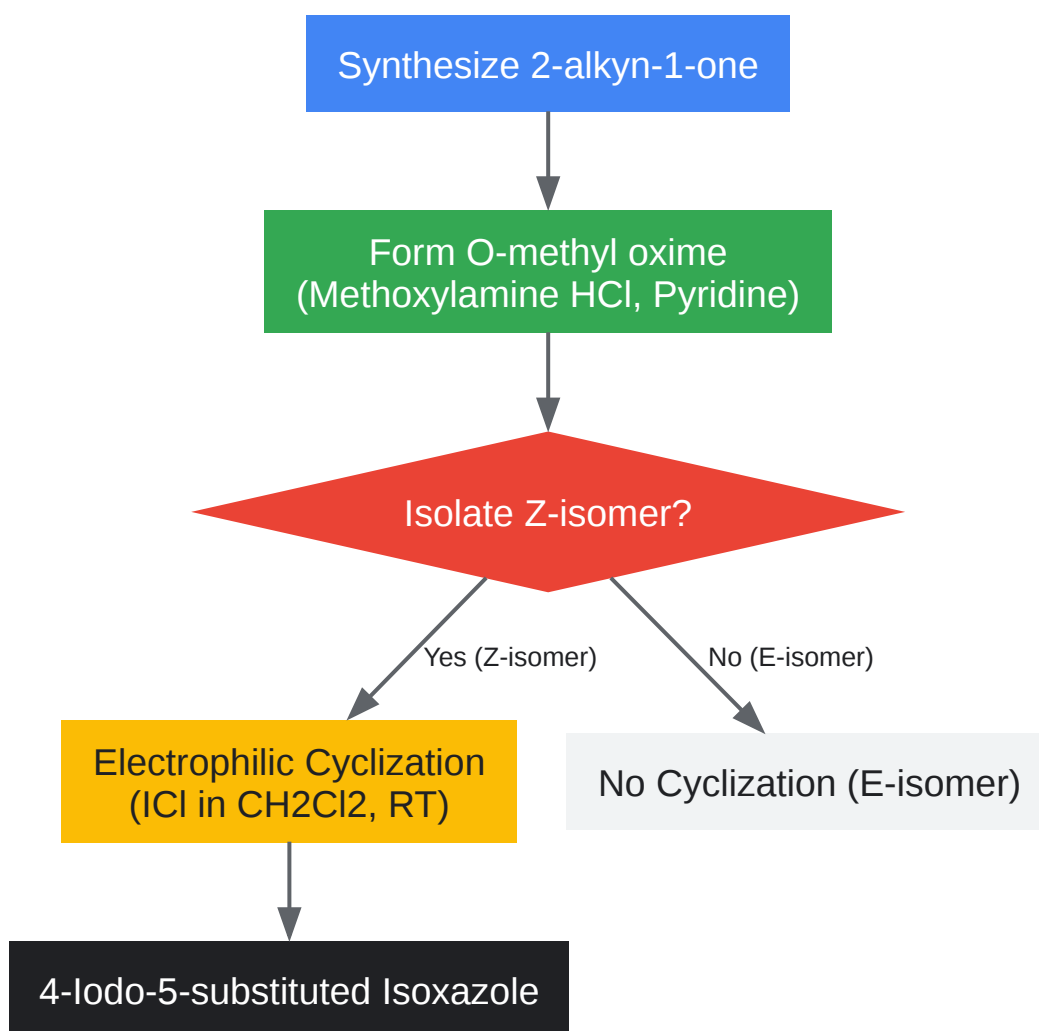 Synthesize 2-alkyn-1-one
Form O-methyl oxime
(Methoxylamine HCl, Pyridine)
Isolate Z-isomer?
Yes (Z-isomer)
No (E-isomer)
Electrophilic Cyclization
(ICl in CH2Cl2, RT)
No Cyclization (E-isomer)
4-Iodo-5-substituted Isoxazole